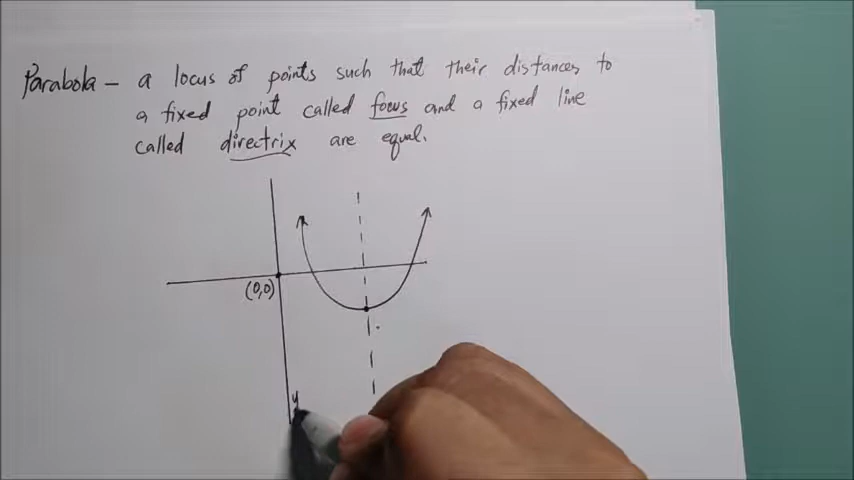 Parabola - a locus of points such that their distances to
a fixed point called focus and a fixed line
called directrix are equal.
(0,0)
y